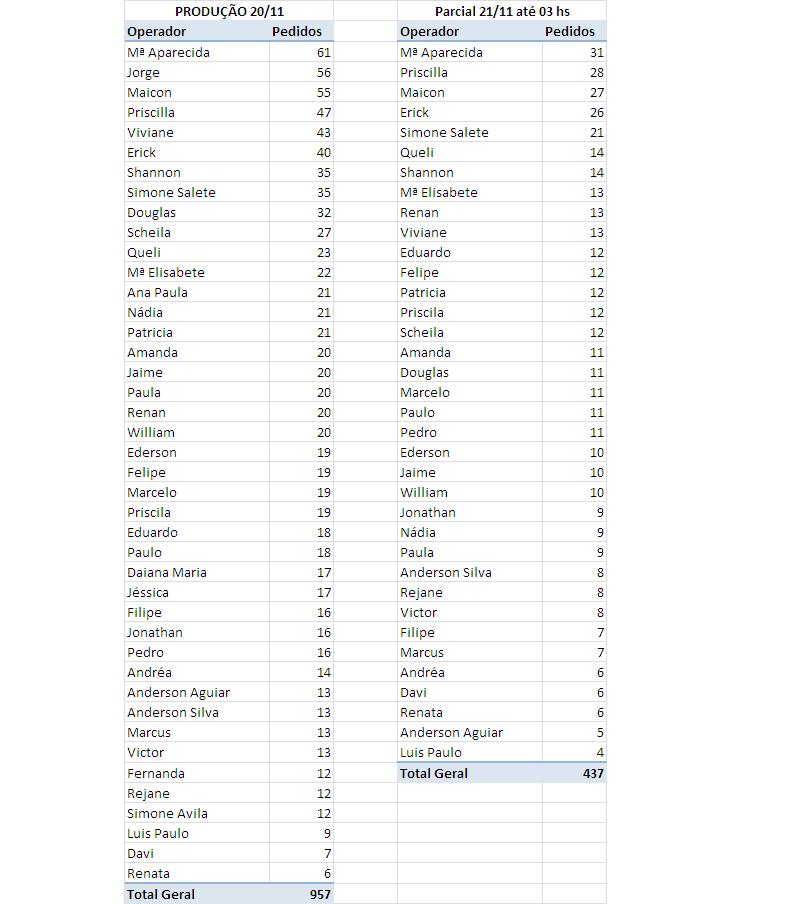 PRODUÇÃO 20/11 Parcial 21/11 até 03 hs
Operador Pedidos Operador Pedidos
Mª Aparecida 61 Mª Aparecida 31
Jorge 56 Priscilla 28
Maicon 55 Maicon 27
Priscilla 47 Erick 26
Viviane 43 Simone Salete 21
Erick 40 Queli 14
Shannon 35 Shannon 14
Simone Salete 35 Mª Elisabete 13
Douglas 32 Renan 13
Scheila 27 Viviane 13
Queli 23 Eduardo 12
Mª Elisabete 22 Felipe 12
Ana Paula 21 Patricia 12
Nádia 21 Priscila 12
Patricia 21 Scheila 12
Amanda 20 Amanda 11
Jaime 20 Douglas 11
Paula 20 Marcelo 11
Renan 20 Paulo 11
William 20 Pedro 11
Ederson 19 Ederson 10
Felipe 19 Jaime 10
Marcelo 19 William 10
Priscila 19 Jonathan 9
Eduardo 18 Nádia 9
Paulo 18 Paula 9
Daiana Maria 17 Anderson Silva 8
Jéssica 17 Rejane 8
Filipe 16 Victor 8
Jonathan 16 Filipe 7
Pedro 16 Marcus 7
Andréa 14 Andréa 6
Anderson Aguiar 13 Davi 6
Anderson Silva 13 Renata 6
Marcus 13 Anderson Aguiar 5
Victor 13 Luis Paulo 4
Fernanda 12 Total Geral 437
Rejane 12
Simone Avila 12
Luis Paulo 9
Davi 7
Renata 6
Total Geral 957